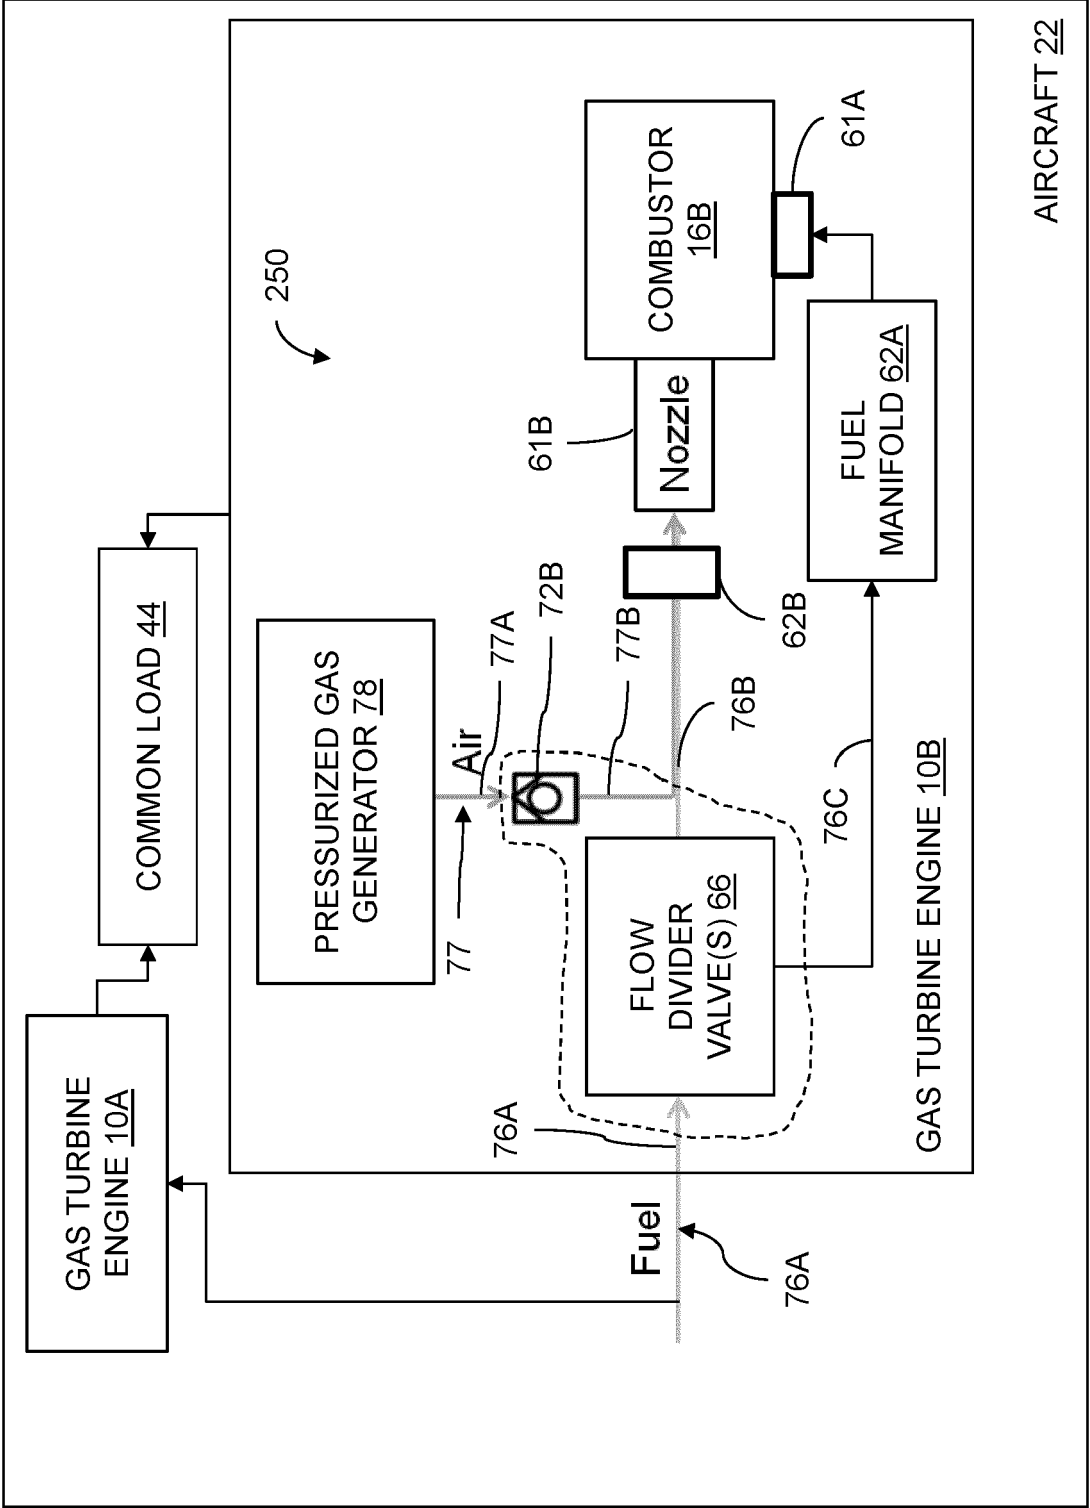 GAS TURBINE
ENGINE 10A
COMMON LOAD 44
PRESSURIZED GAS
GENERATOR 78
250
77
Air
77A
72B
61B
76A
Fuel
76A
FLOW
DIVIDER
VALVE(S) 66
77B
76B
62B
Nozzle
COMBUSTOR
16B
61A
76C
FUEL
MANIFOLD 62A
GAS TURBINE ENGINE 10B
AIRCRAFT 22